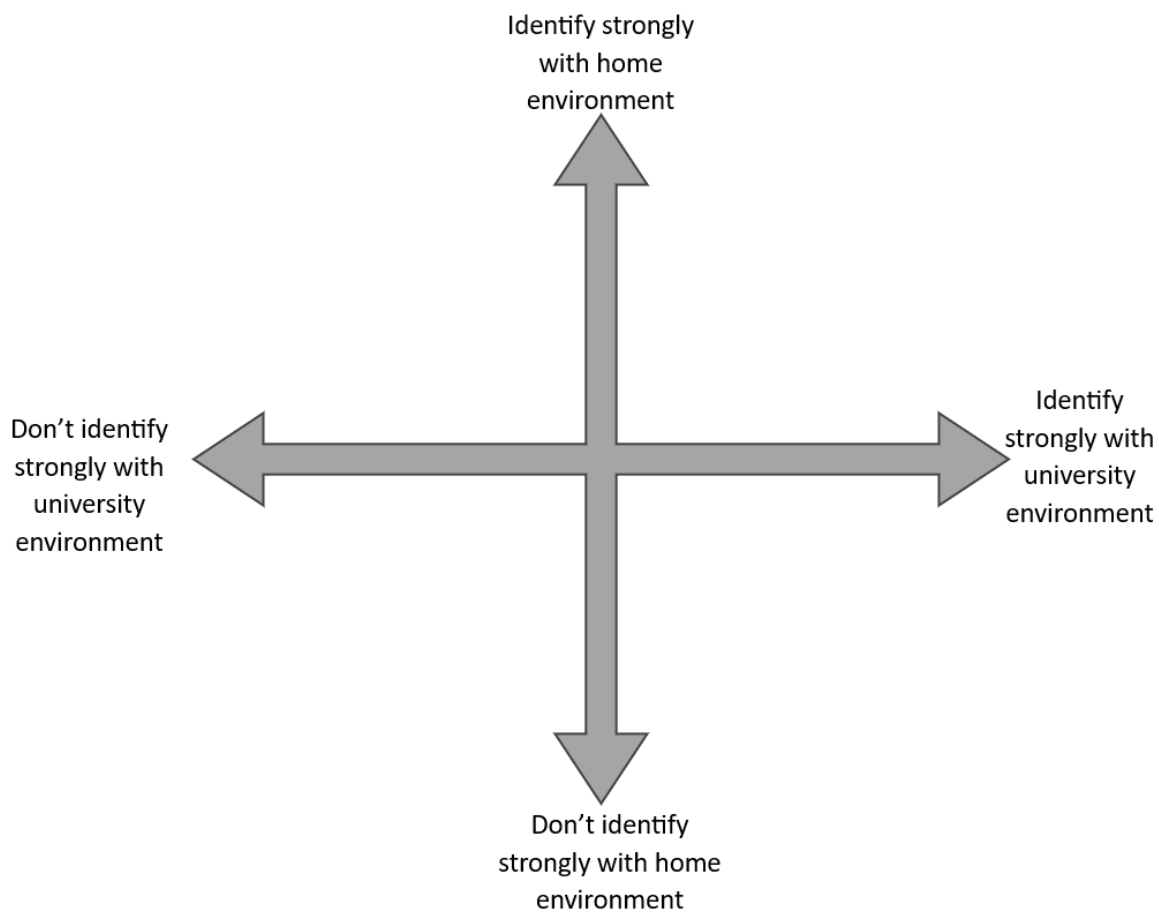 Identify strongly
with home
environment
Don’t identify
strongly with
university
environment
Identify
strongly with
university
environment
Don’t identify
strongly with home
environment